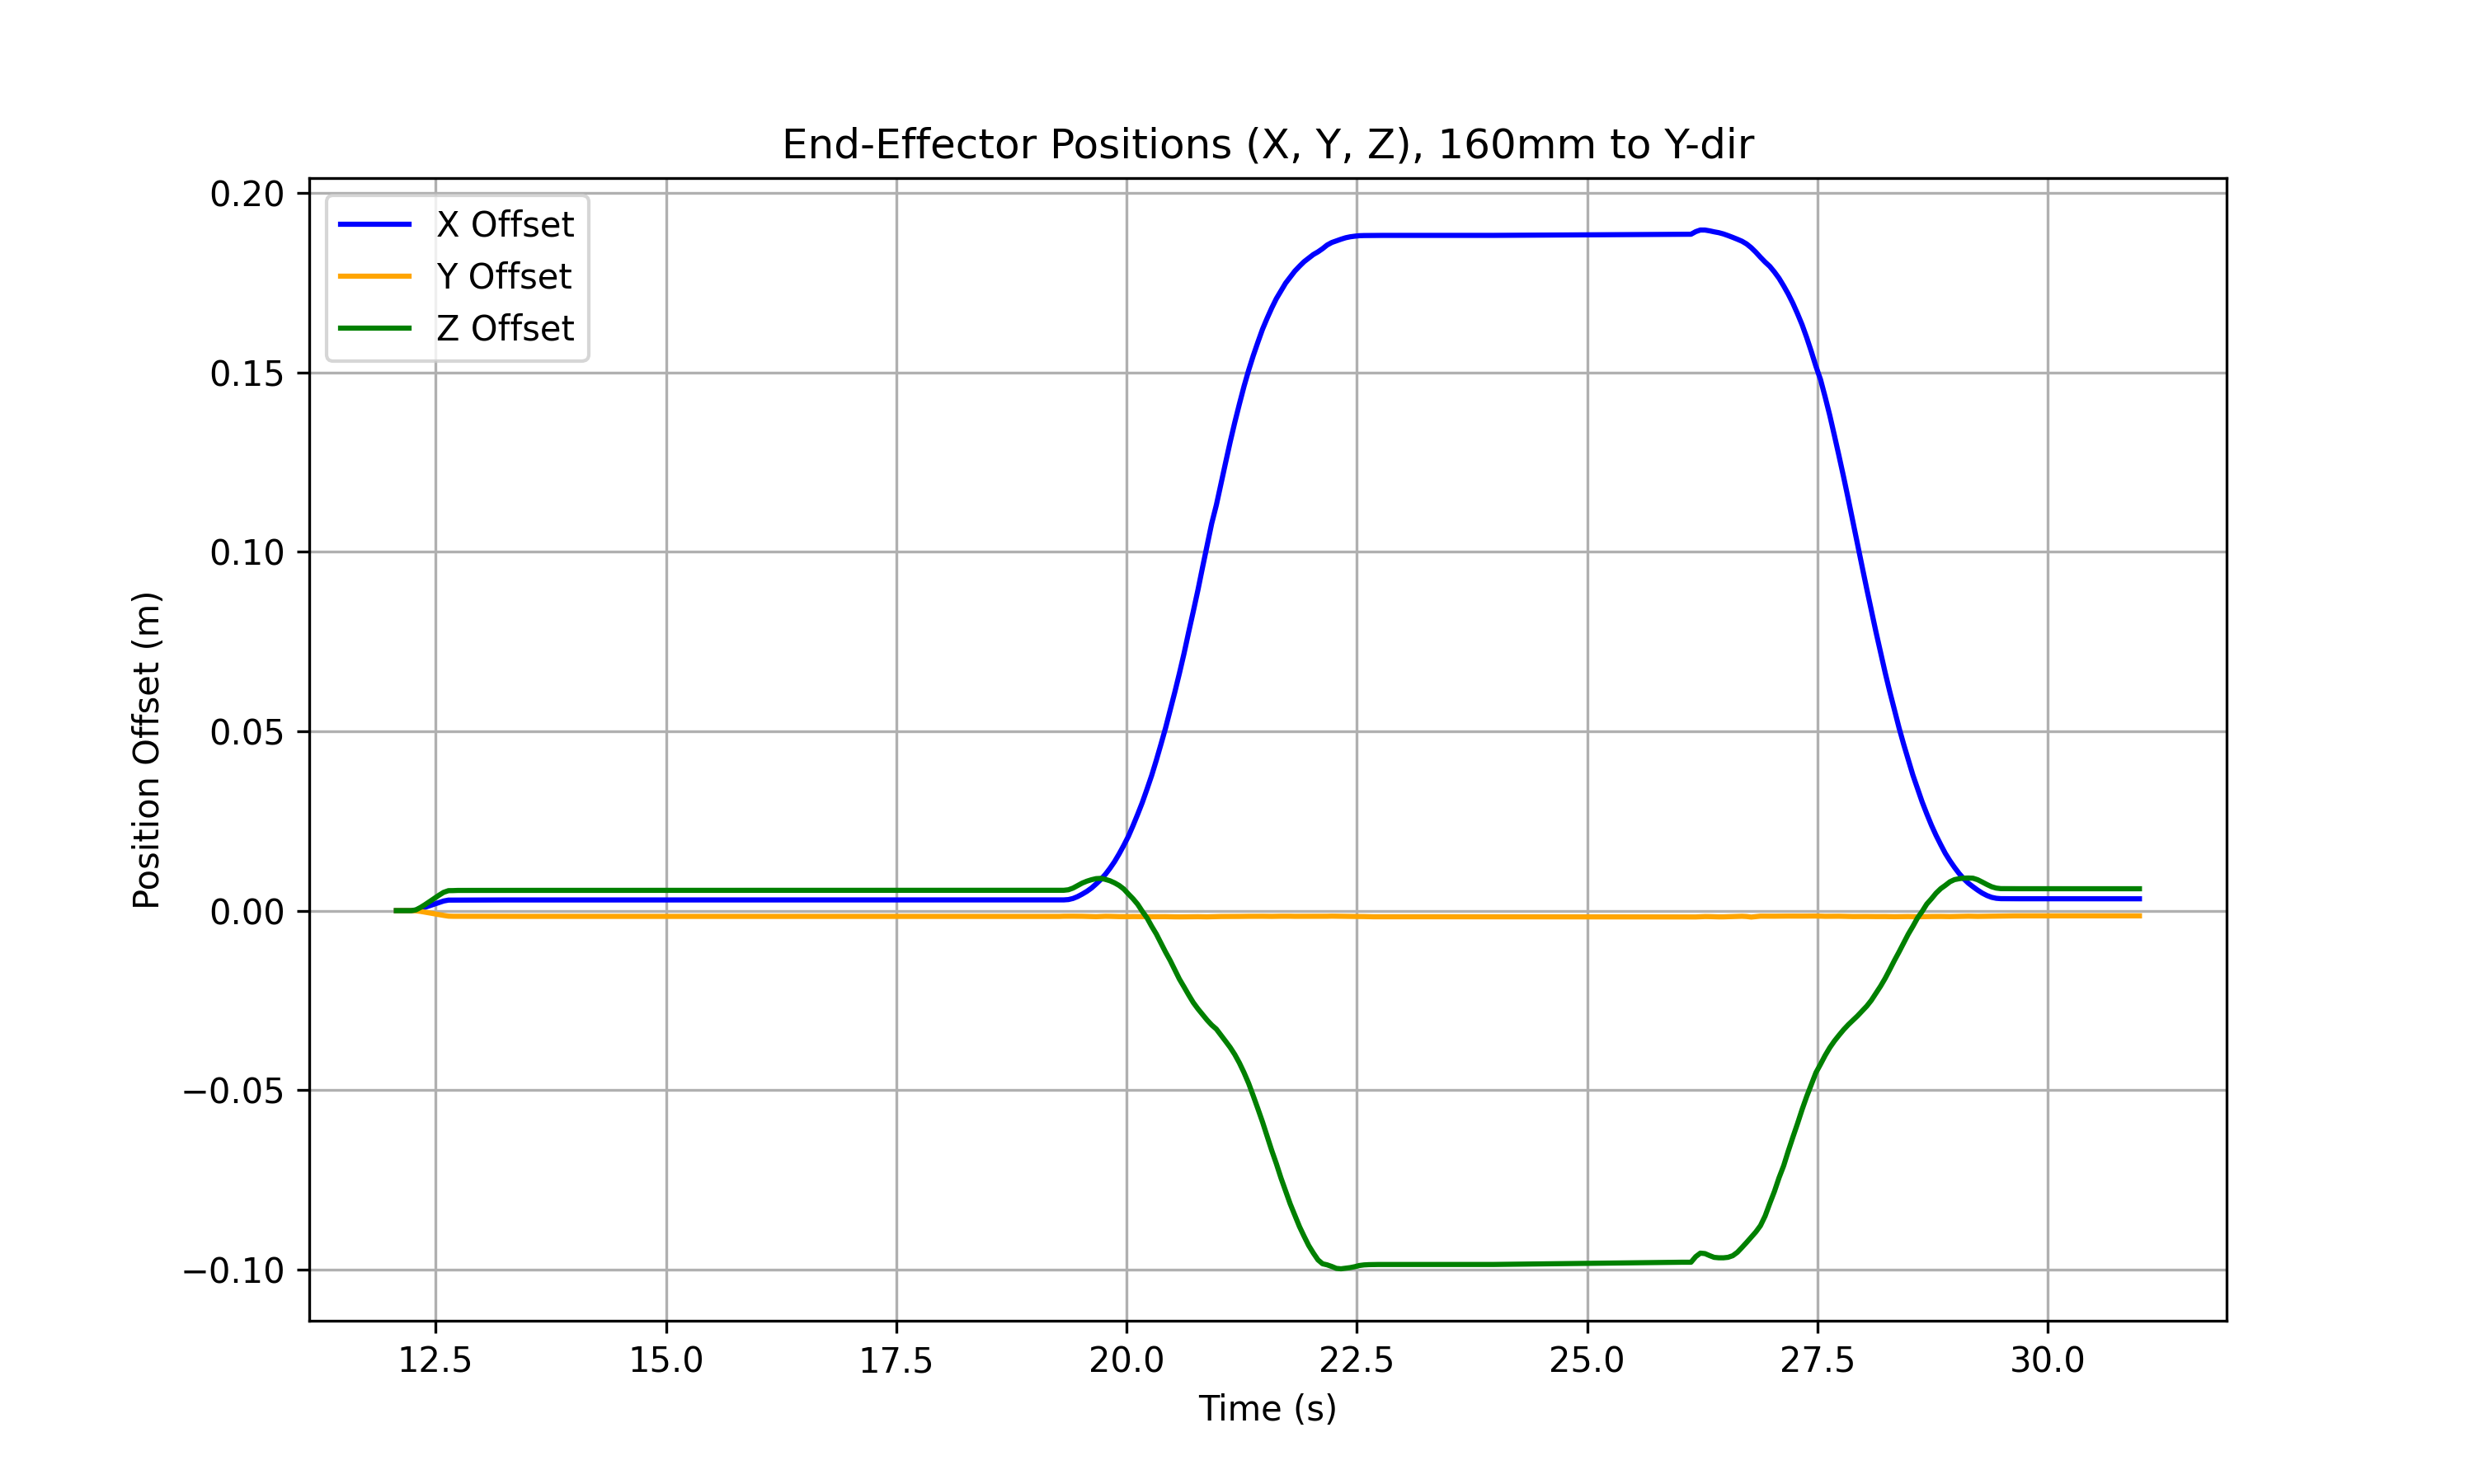 End-Effector Positions (X, Y, Z), 160mm to Y-dir
X Offset
Y Offset
Z Offset
Position Offset (m)
0.20
0.15
0.10
0.05
0.00
−0.05
−0.10
12.5 15.0 17.5 20.0 22.5 25.0 27.5 30.0
Time (s)